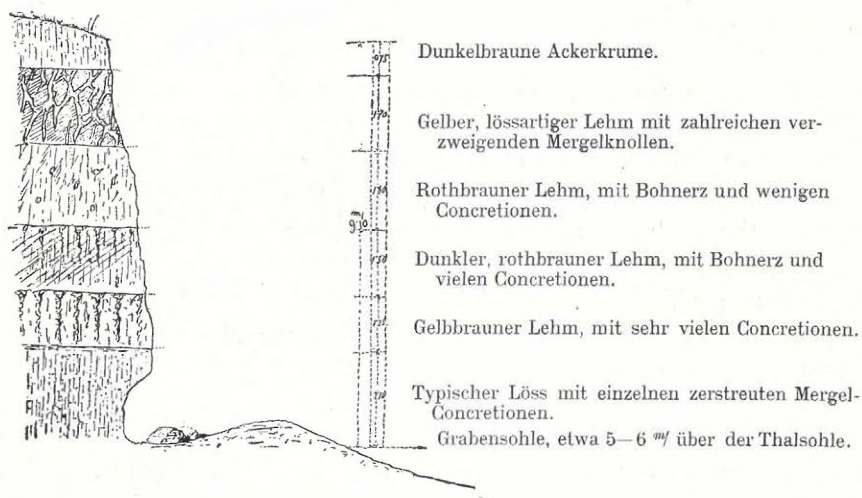 Dunkelbraune Ackerkrume.
Gelber, lössartiger Lehm mit zahlreichen ver-
zweigenden Mergelknollen.
Rothbrauner Lehm, mit Bohnerz und wenigen
Concretionen.
Dunkler, rothbrauner Lehm, mit Bohnerz und
vielen Concretionen.
Gelbbrauner Lehm, mit sehr vielen Concretionen.
Typischer Löss mit einzelnen zerstreuten Mergel-
Concretionen.
Grabensohle, etwa 5—6 m/ über der Thalsohle.